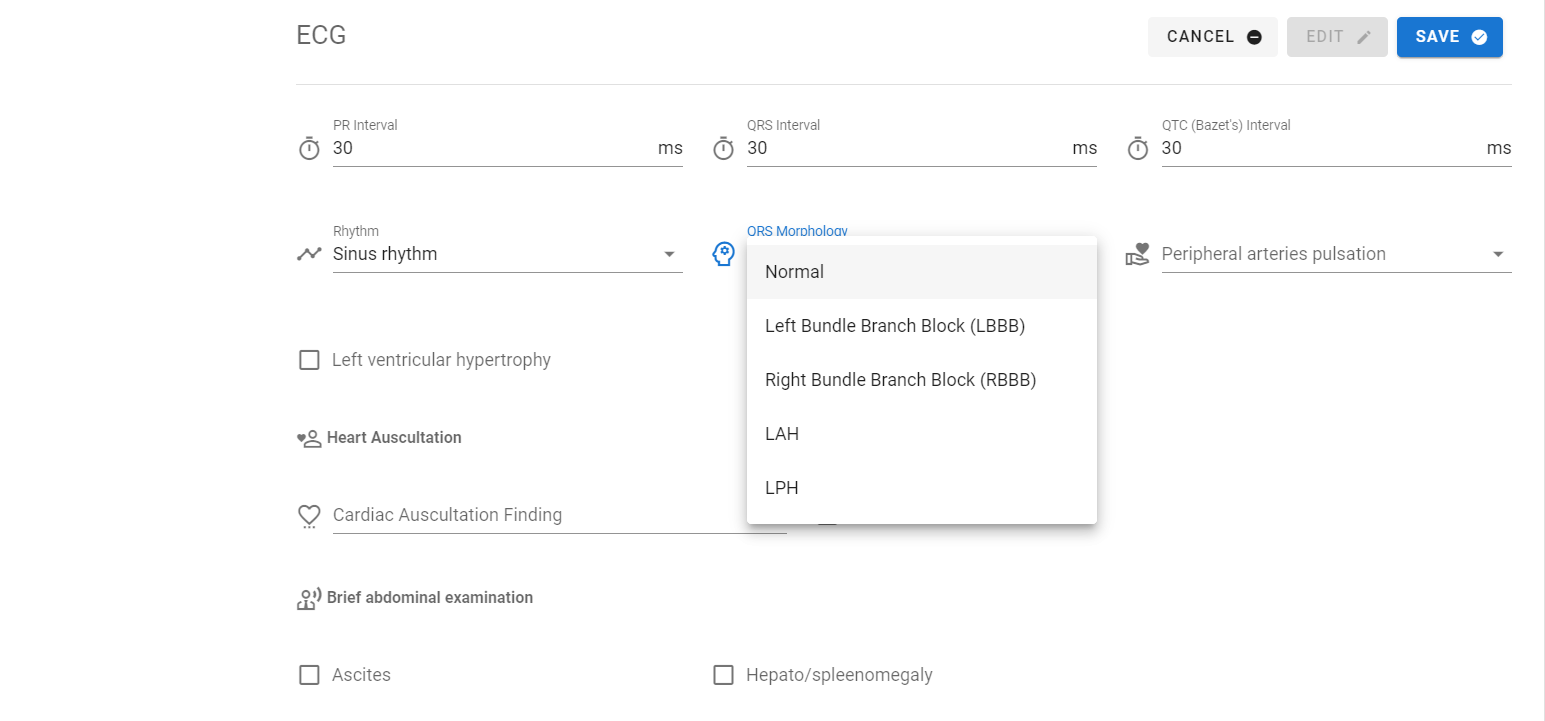 ECG
CANCEL
EDIT
SAVE
PR Interval
30 ms
QRS Interval
30 ms
QTC (Bazet's) Interval
30 ms
Rhythm
Sinus rhythm
QRS Morphology
Normal
Left Bundle Branch Block (LBBB)
Right Bundle Branch Block (RBBB)
LAH
LPH
Peripheral arteries pulsation
Left ventricular hypertrophy
Heart Auscultation
Cardiac Auscultation Finding
Brief abdominal examination
Ascites
Hepato/spleenomegaly